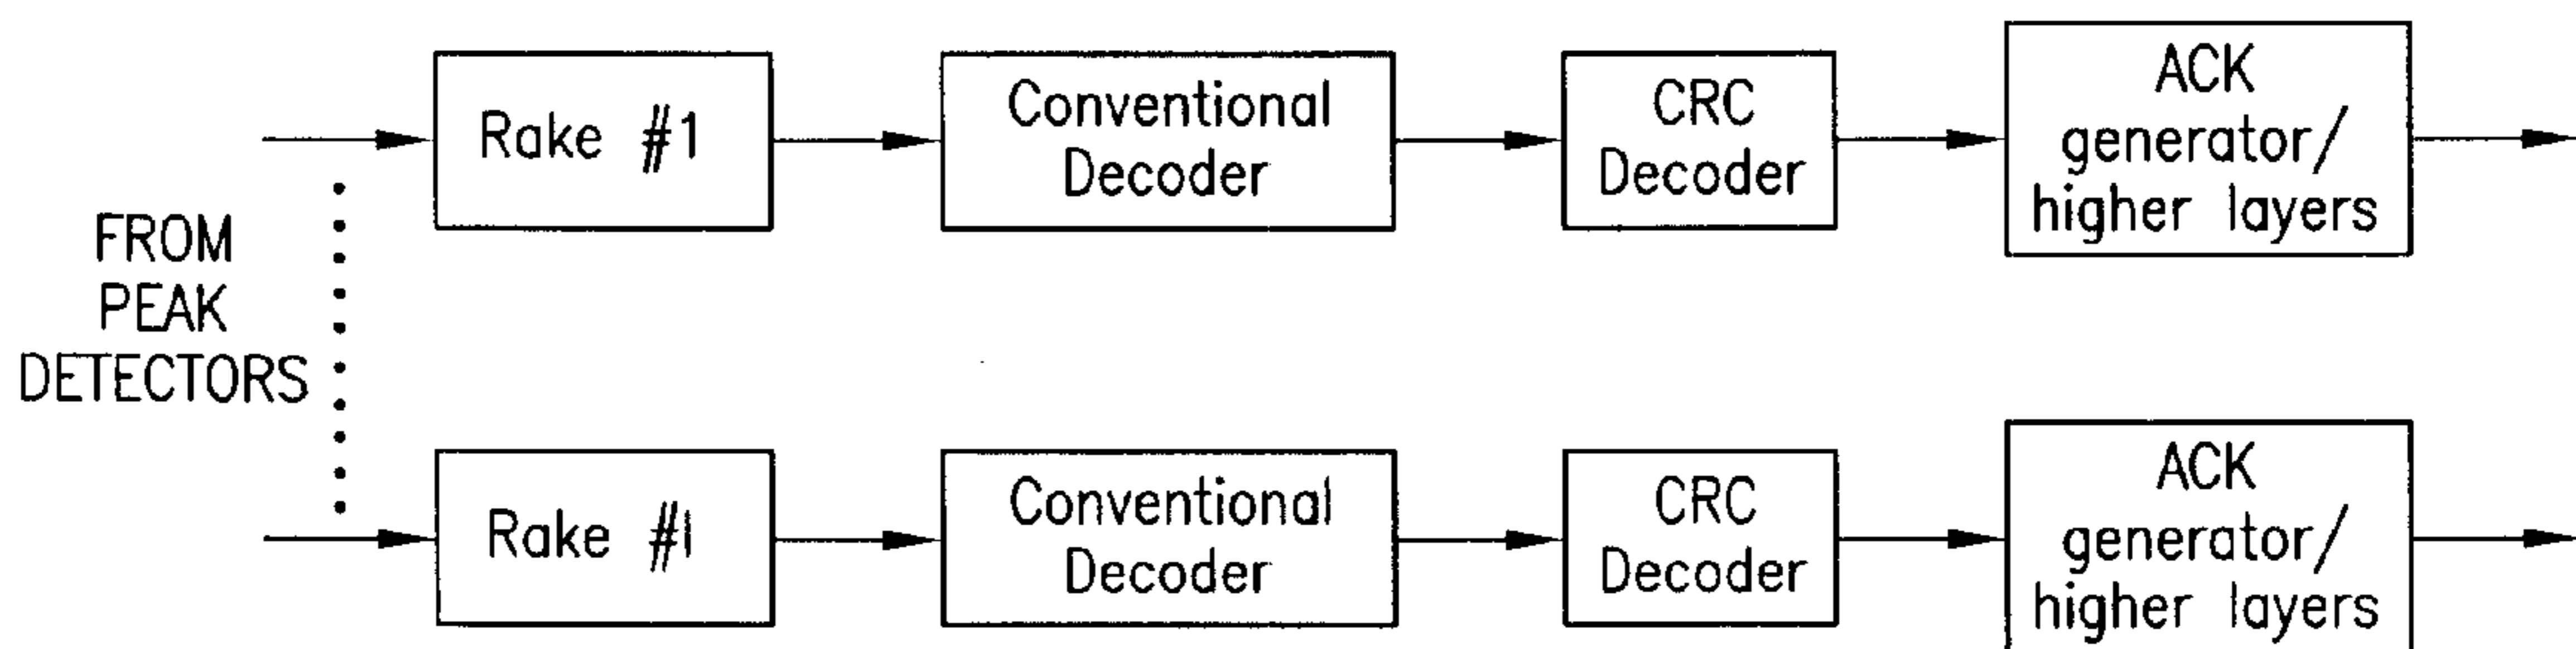 Rake #1
Conventional
Decoder
CRC
Decoder
ACK
generator/
higher layers
FROM
PEAK
DETECTORS
Rake #l
Conventional
Decoder
CRC
Decoder
ACK
generator/
higher layers